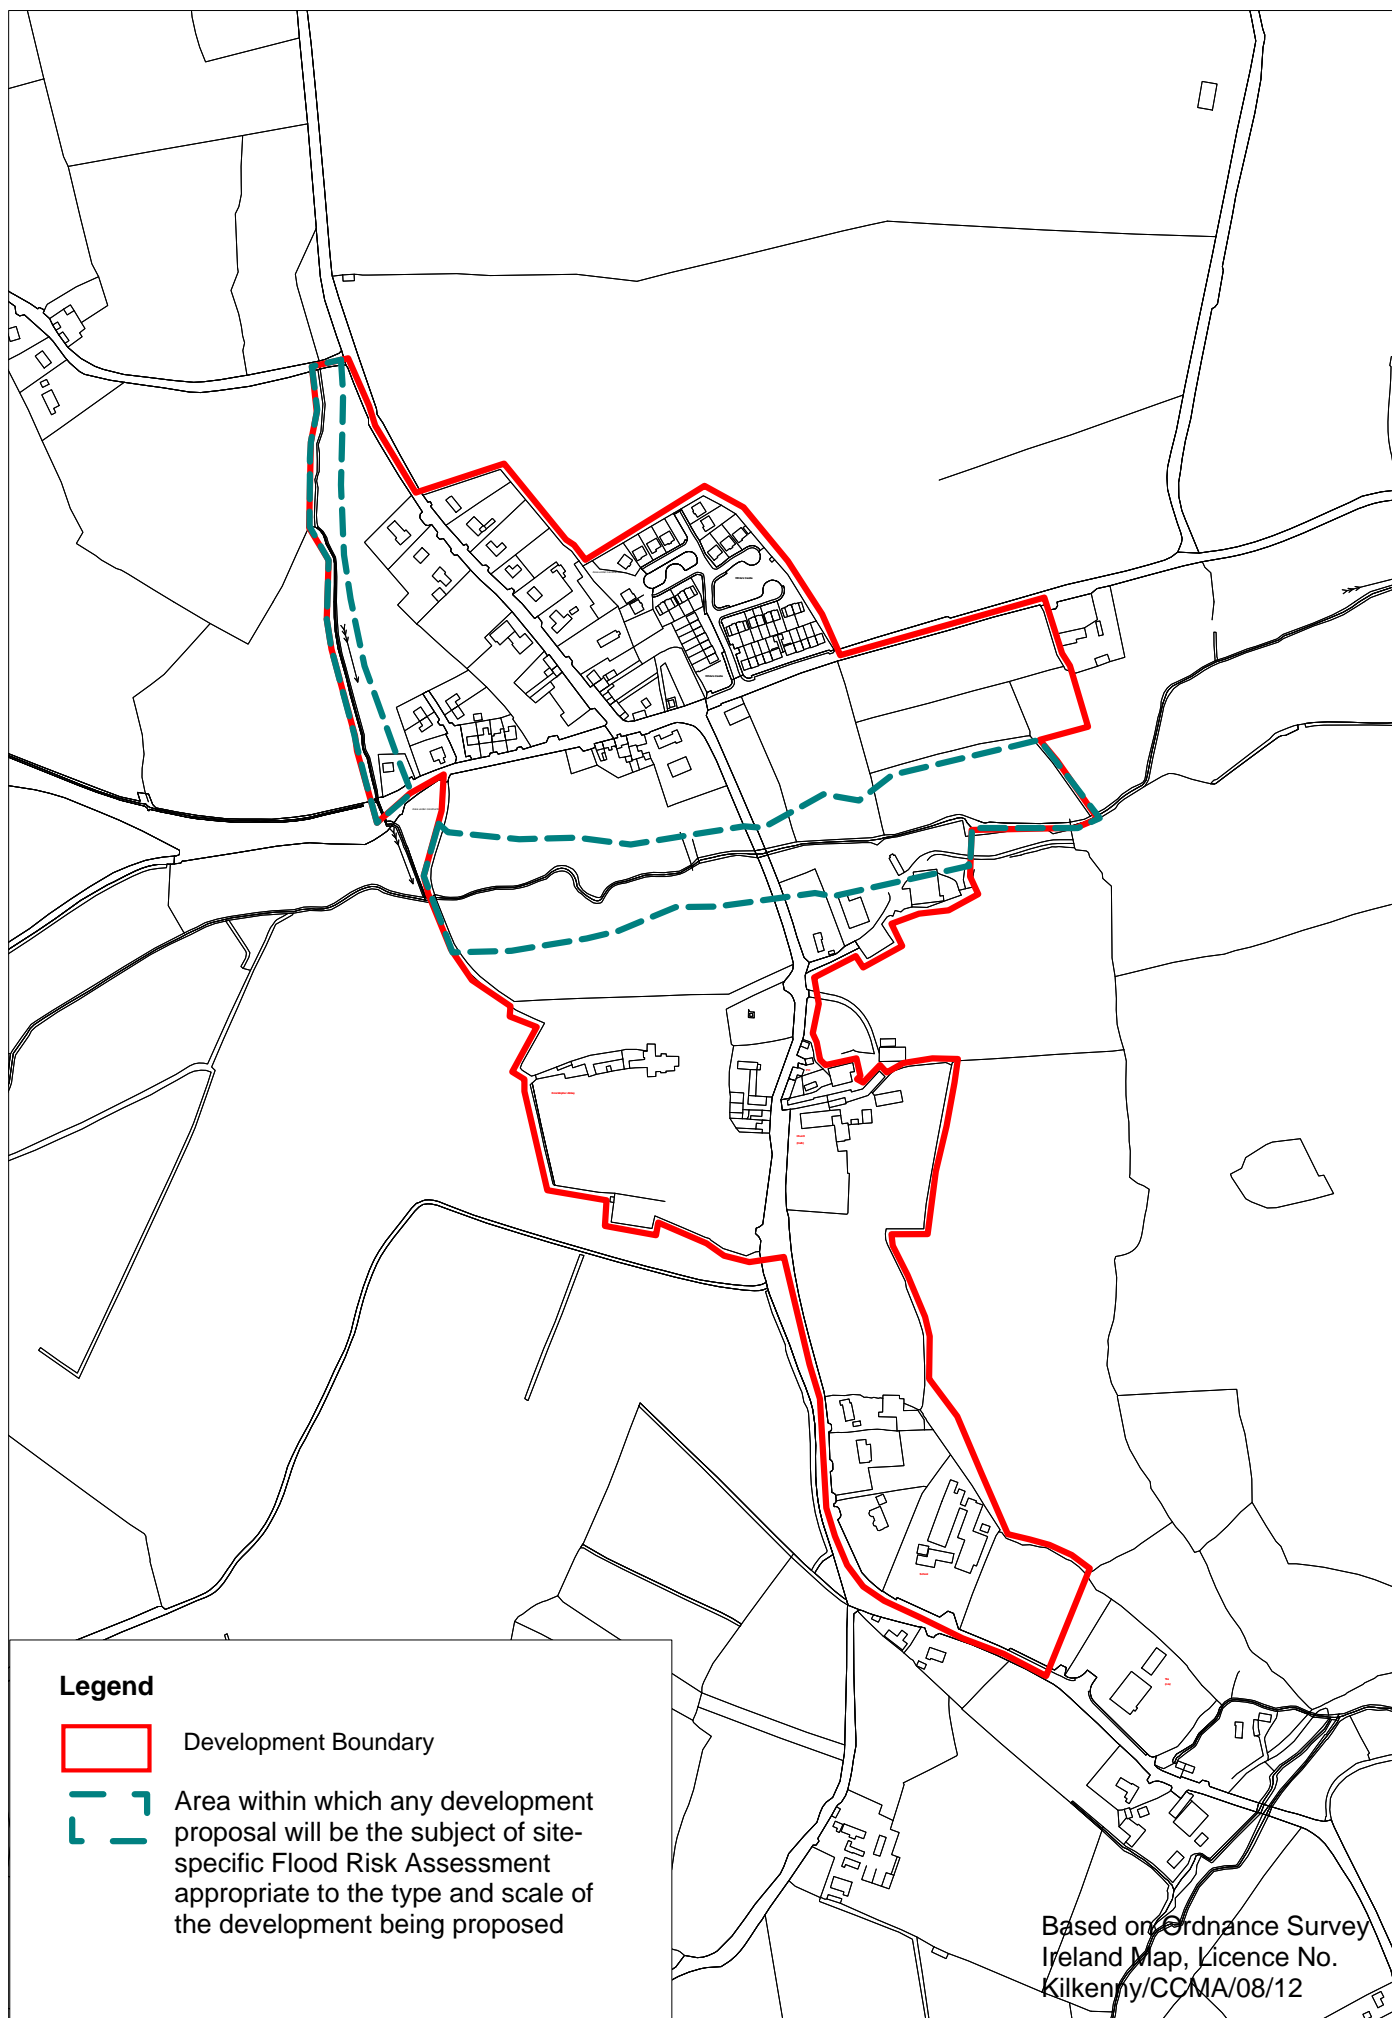 Legend
Development Boundary
Area within which any development
proposal will be the subject of site-
specific Flood Risk Assessment
appropriate to the type and scale of
the development being proposed
Based on Ordnance Survey
Ireland Map, Licence No.
Kilkenny/CCMA/08/12